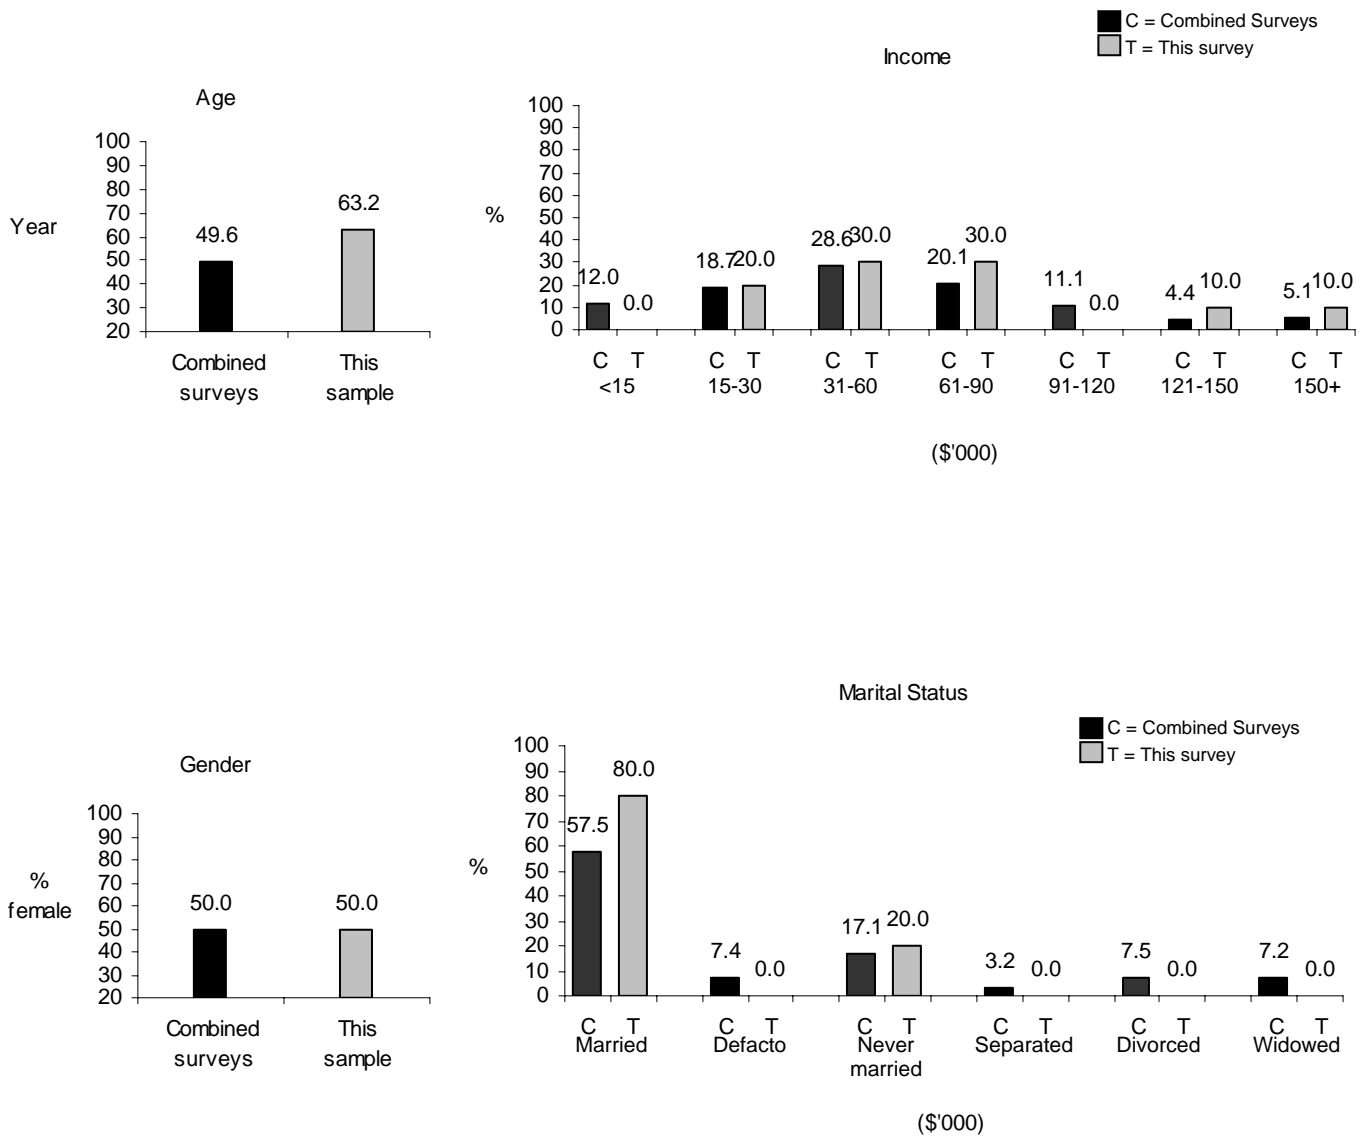 C = Combined Surveys
T = This survey
Income
Age
100
90
80
70
60
50
40
30
20
Year
49.6
63.2
Combined
surveys
This
sample
100
90
80
70
60
50
40
30
20
10
0
%
12.0
0.0
18.7
20.0
28.6
30.0
20.1
30.0
11.1
0.0
4.4
10.0
5.1
10.0
C T
C T
C T
C T
C T
C T
C T
<15
15-30
31-60
61-90
91-120
121-150
150+
($'000)
Marital Status
C = Combined Surveys
T = This survey
Gender
100
90
80
70
60
50
40
30
20
%
female
50.0
50.0
Combined
surveys
This
sample
100
90
80
70
60
50
40
30
20
10
0
%
57.5
80.0
7.4
0.0
17.1
20.0
3.2
0.0
7.5
0.0
7.2
0.0
C T
C T
C T
C T
C T
C T
Married
Defacto
Never
married
Separated
Divorced
Widowed
($'000)